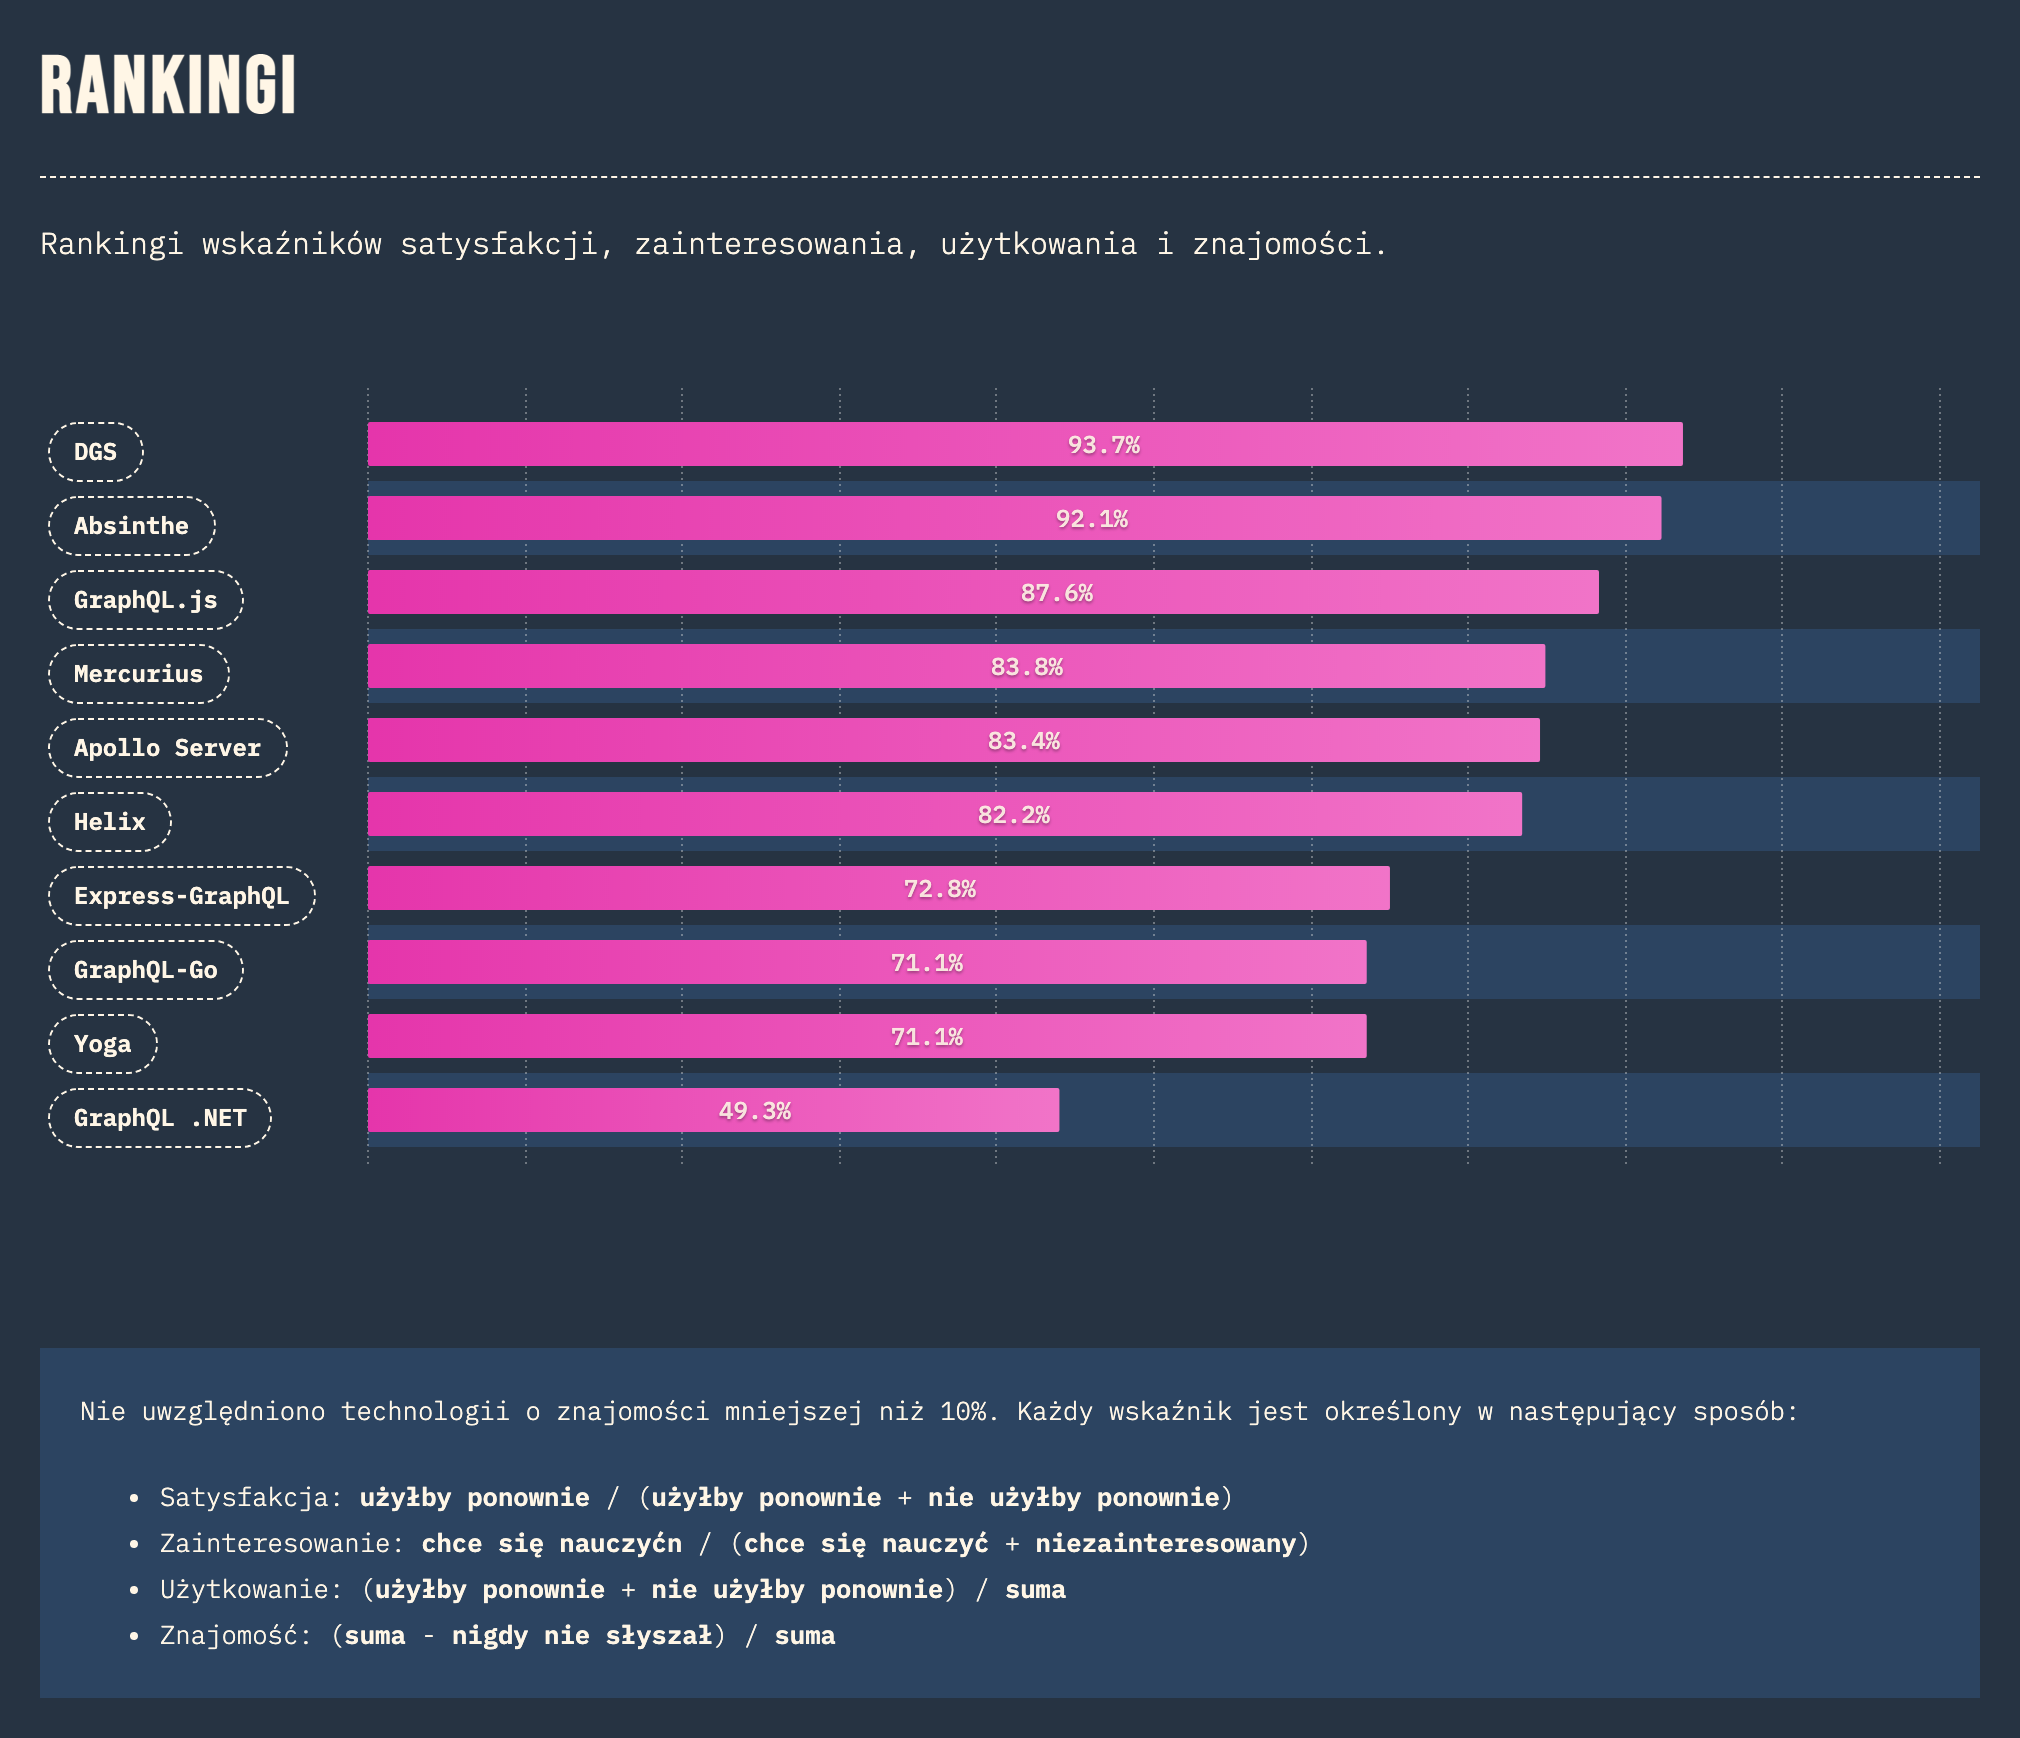 RANKINGI
Rankingi wskaźników satysfakcji, zainteresowania, użytkowania i znajomości.
DGS 93.7%
Absinthe 92.1%
GraphQL.js 87.6%
Mercurius 83.8%
Apollo Server 83.4%
Helix 82.2%
Express-GraphQL 72.8%
GraphQL-Go 71.1%
Yoga 71.1%
GraphQL .NET 49.3%
Nie uwzględniono technologii o znajomości mniejszej niż 10%. Każdy wskaźnik jest określony w następujący sposób:
• Satysfakcja: użyłby ponownie / (użyłby ponownie + nie użyłby ponownie)
• Zainteresowanie: chce się nauczyćn / (chce się nauczyć + niezainteresowany)
• Użytkowanie: (użyłby ponownie + nie użyłby ponownie) / suma
• Znajomość: (suma - nigdy nie słyszał) / suma